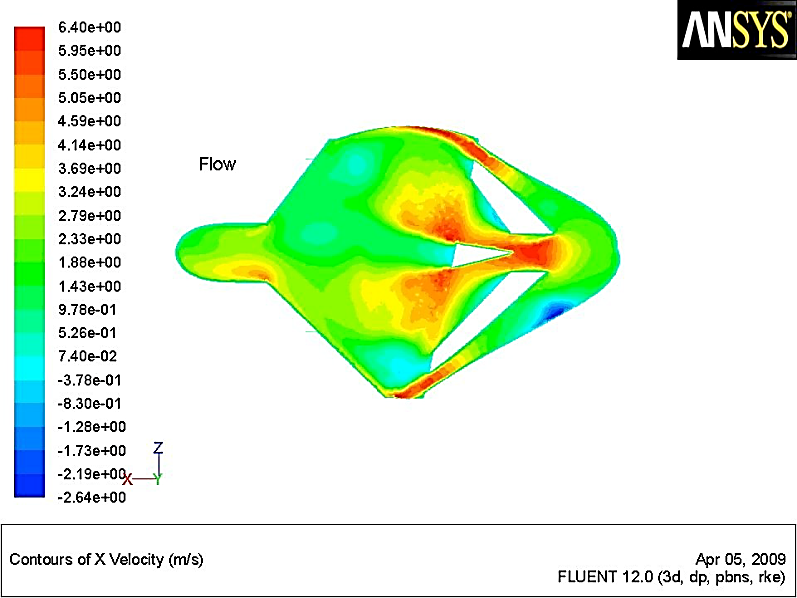 ANSYS
6.40e+00
5.95e+00
5.50e+00
5.05e+00
4.59e+00
4.14e+00
3.69e+00
3.24e+00
2.79e+00
2.33e+00
1.88e+00
1.43e+00
9.78e-01
5.26e-01
7.40e-02
-3.78e-01
-8.30e-01
-1.28e+00
-1.73e+00
-2.19e+00
-2.64e+00
Flow
Z
X Y
Contours of X Velocity (m/s)
Apr 05, 2009
FLUENT 12.0 (3d, dp, pbns, rke)